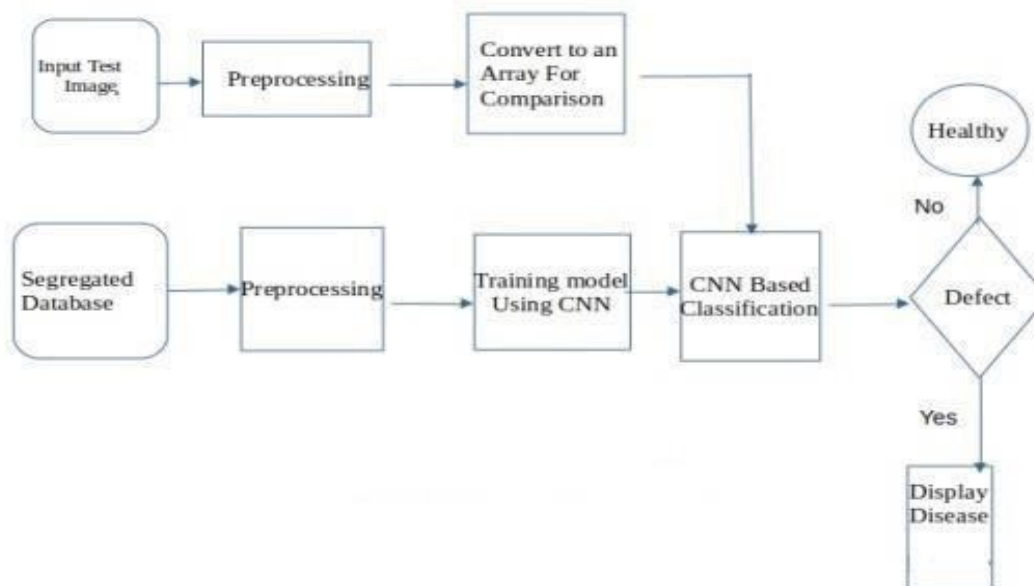 Input Test
Image
Preprocessing
Convert to an
Array For
Comparison
Healthy
No
Segregated
Database
Preprocessing
Training model
Using CNN
CNN Based
Classification
Defect
Yes
Display
Disease